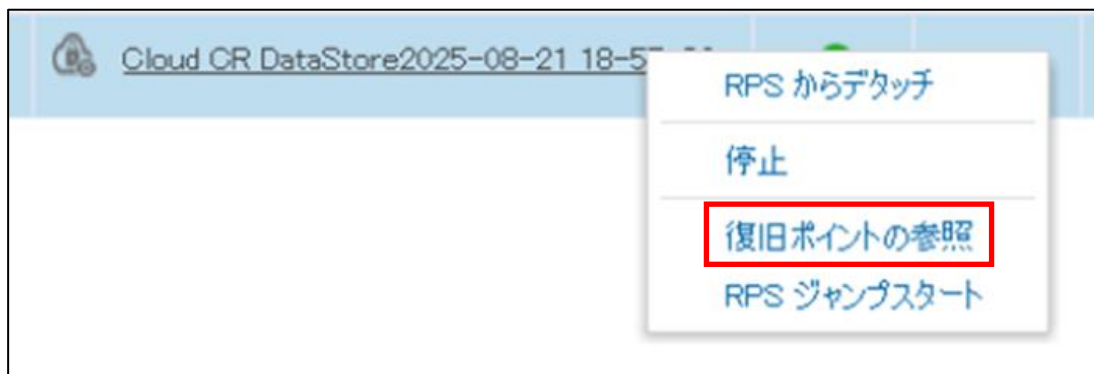 Cloud CR DataStore2025-08-21 18-5
RPS からデタッチ
停止
復旧ポイントの参照
RPS ジャンプスタート